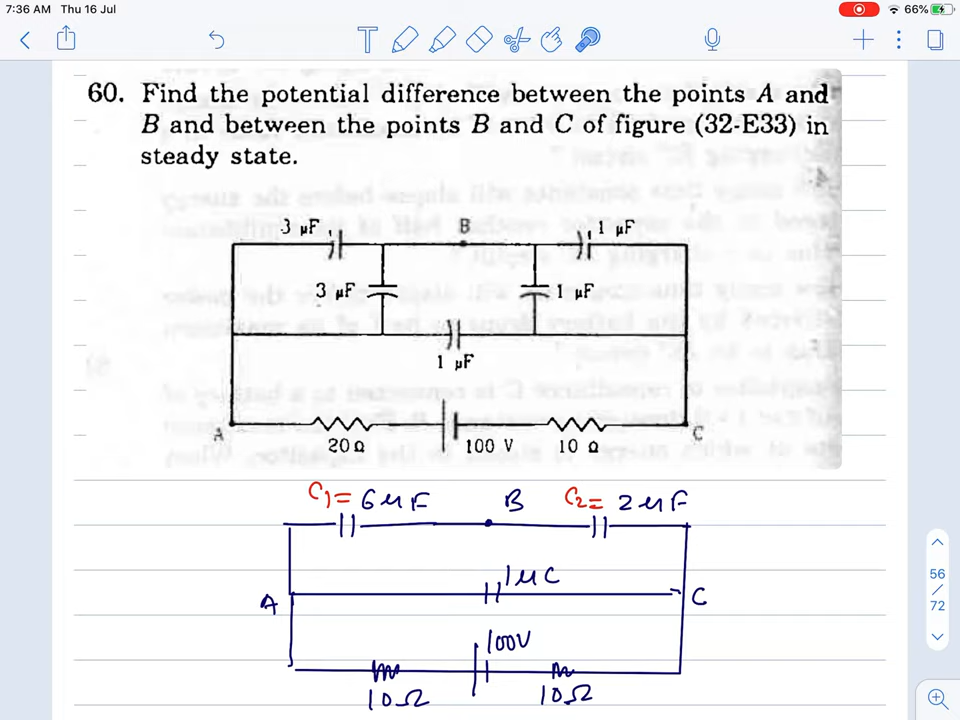 7:36 AM Thu 16 Jul
66%
60. Find the potential difference between the points A and
B and between the points B and C of figure (32-E33) in
steady state.
3 μF
B
1 μF
3 μF
1 μF
1 μF
A
20 Ω
100 V
10 Ω
C
C1 = 6 μF
B
C2 = 2 μF
1 μC
A
C
100V
10Ω
10Ω
56
/
72